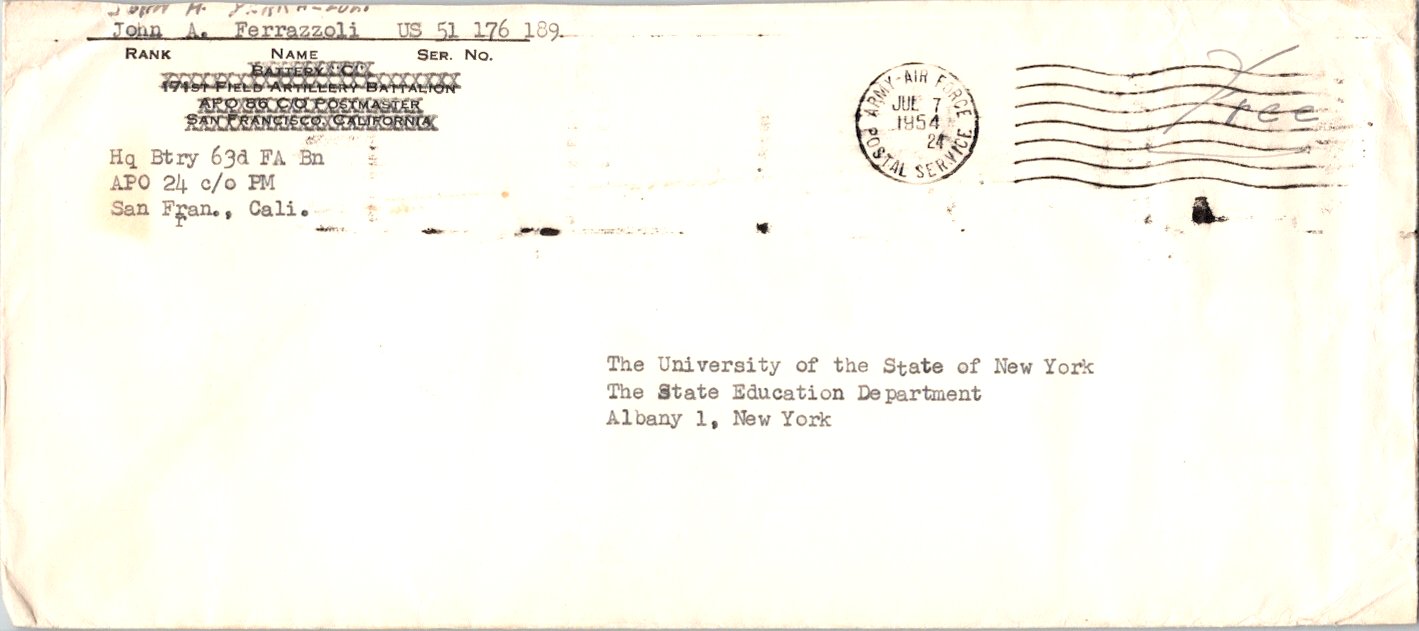 John A. Ferrazzoli US 51 176 189
RANK NAME SER. No.
BATTERY "C"
171ST FIELD ARTILLERY BATTALION
APO 86 C/O POSTMASTER
SAN FRANCISCO, CALIFORNIA
Hq Btry 63d FA Bn
APO 24 c/o PM
San Fran., Cali.
r
ARMY-AIR FORCE
JUL 7
1954
24
POSTAL SERVICE
Free
The University of the State of New York
The State Education Department
Albany 1, New York